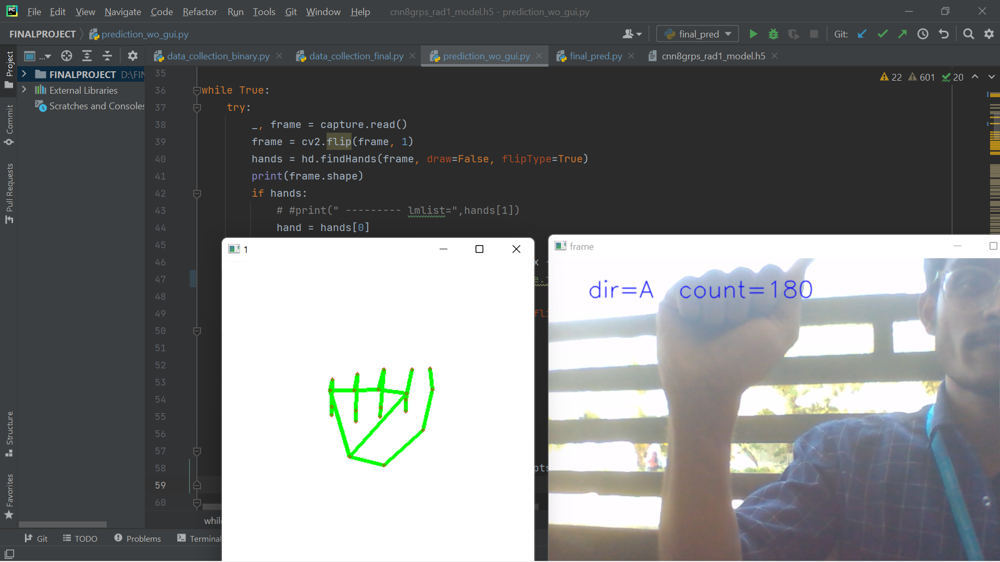 PC File Edit View Navigate Code Refactor Run Tools Git Window Help cnn8grps_rad1_model.h5 - prediction_wo_gui.py
FINALPROJECT prediction_wo_gui.py final_pred Git:
... data_collection_binary.py data_collection_final.py prediction_wo_gui.py final_pred.py cnn8grps_rad1_model.h5
Project
Commit
Pull Requests
Structure
Favorites
FINALPROJECT D:\FIN
External Libraries
Scratches and Consoles
22 601 20
35
36 while True:
37 try:
38 _, frame = capture.read()
39 frame = cv2.flip(frame, 1)
40 hands = hd.findHands(frame, draw=False, flipType=True)
41 print(frame.shape)
42 if hands:
43 # #print(" --------- lmlist=",hands[1])
44 hand = hands[0]
45
46 x
47 e.
48
49 fli
50
51
52
53
54
55
56
57
58 pts
59
60
1
frame
dir=A count=180
while
Git TODO Problems Terminal